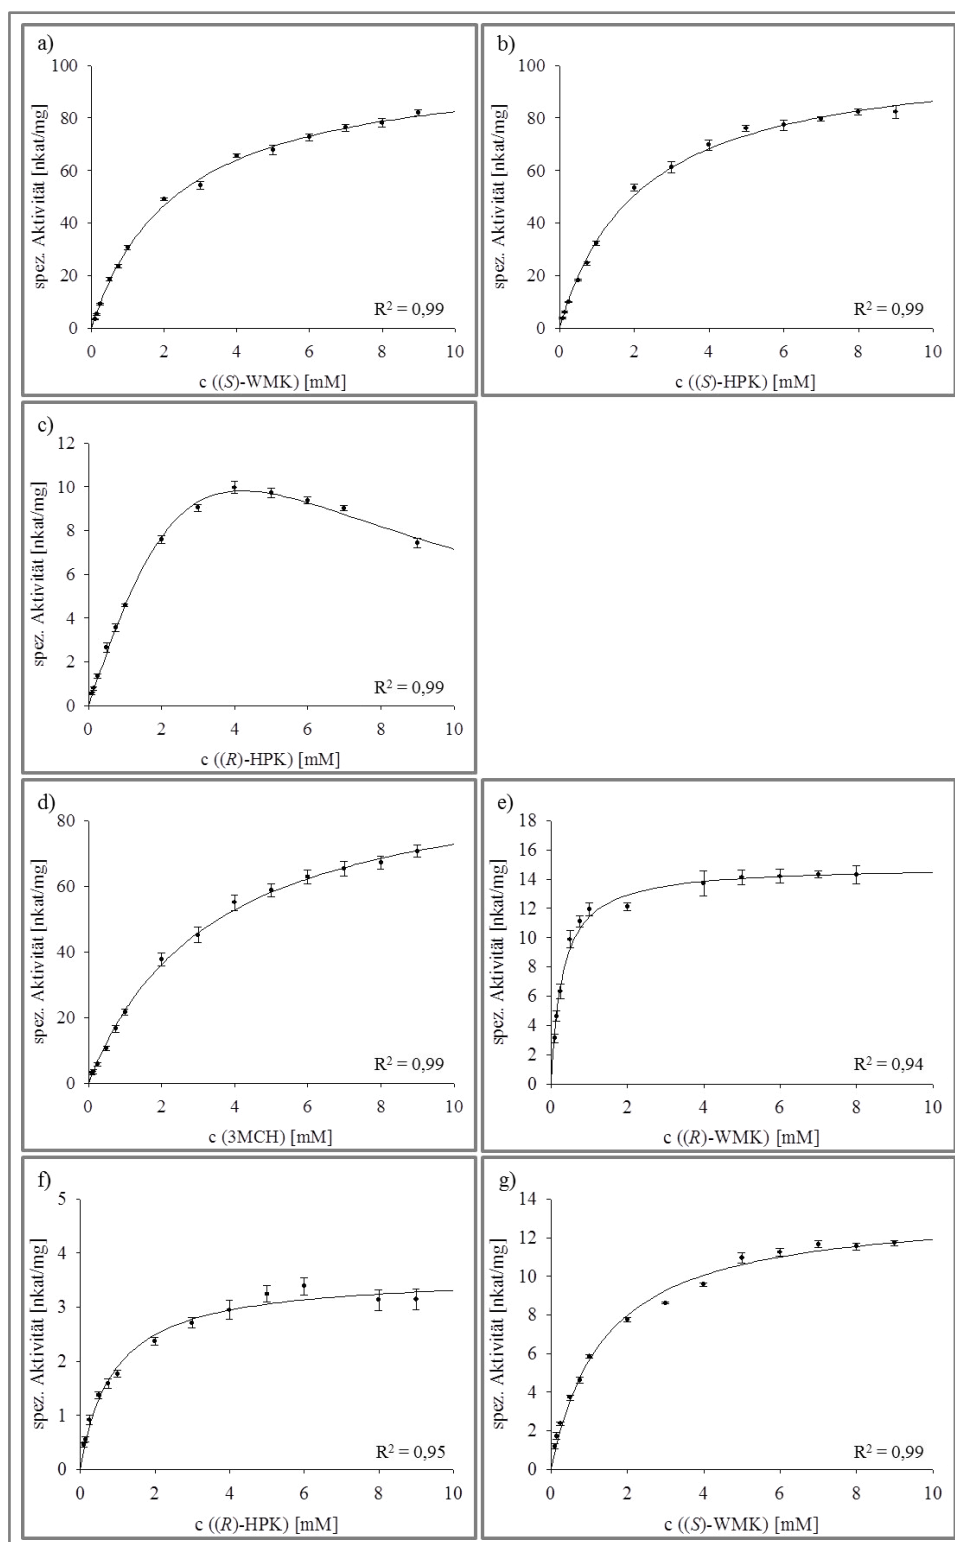 a)
100
80
60
40
20
0
spez. Aktivität [nkat/mg]
R² = 0,99
0 2 4 6 8 10
c ((S)-WMK) [mM]
b)
100
80
60
40
20
0
spez. Aktivität [nkat/mg]
R² = 0,99
0 2 4 6 8 10
c ((S)-HPK) [mM]
c)
12
10
8
6
4
2
0
spez. Aktivität [nkat/mg]
R² = 0,99
0 2 4 6 8 10
c ((R)-HPK) [mM]
d)
80
60
40
20
0
spez. Aktivität [nkat/mg]
R² = 0,99
0 2 4 6 8 10
c (3MCH) [mM]
e)
18
16
14
12
10
8
6
4
2
0
spez. Aktivität [nkat/mg]
R² = 0,94
0 2 4 6 8 10
c ((R)-WMK) [mM]
f)
5
4
3
2
1
0
spez. Aktivität [nkat/mg]
R² = 0,95
0 2 4 6 8 10
c ((R)-HPK) [mM]
g)
14
12
10
8
6
4
2
0
spez. Aktivität [nkat/mg]
R² = 0,99
0 2 4 6 8 10
c ((S)-WMK) [mM]